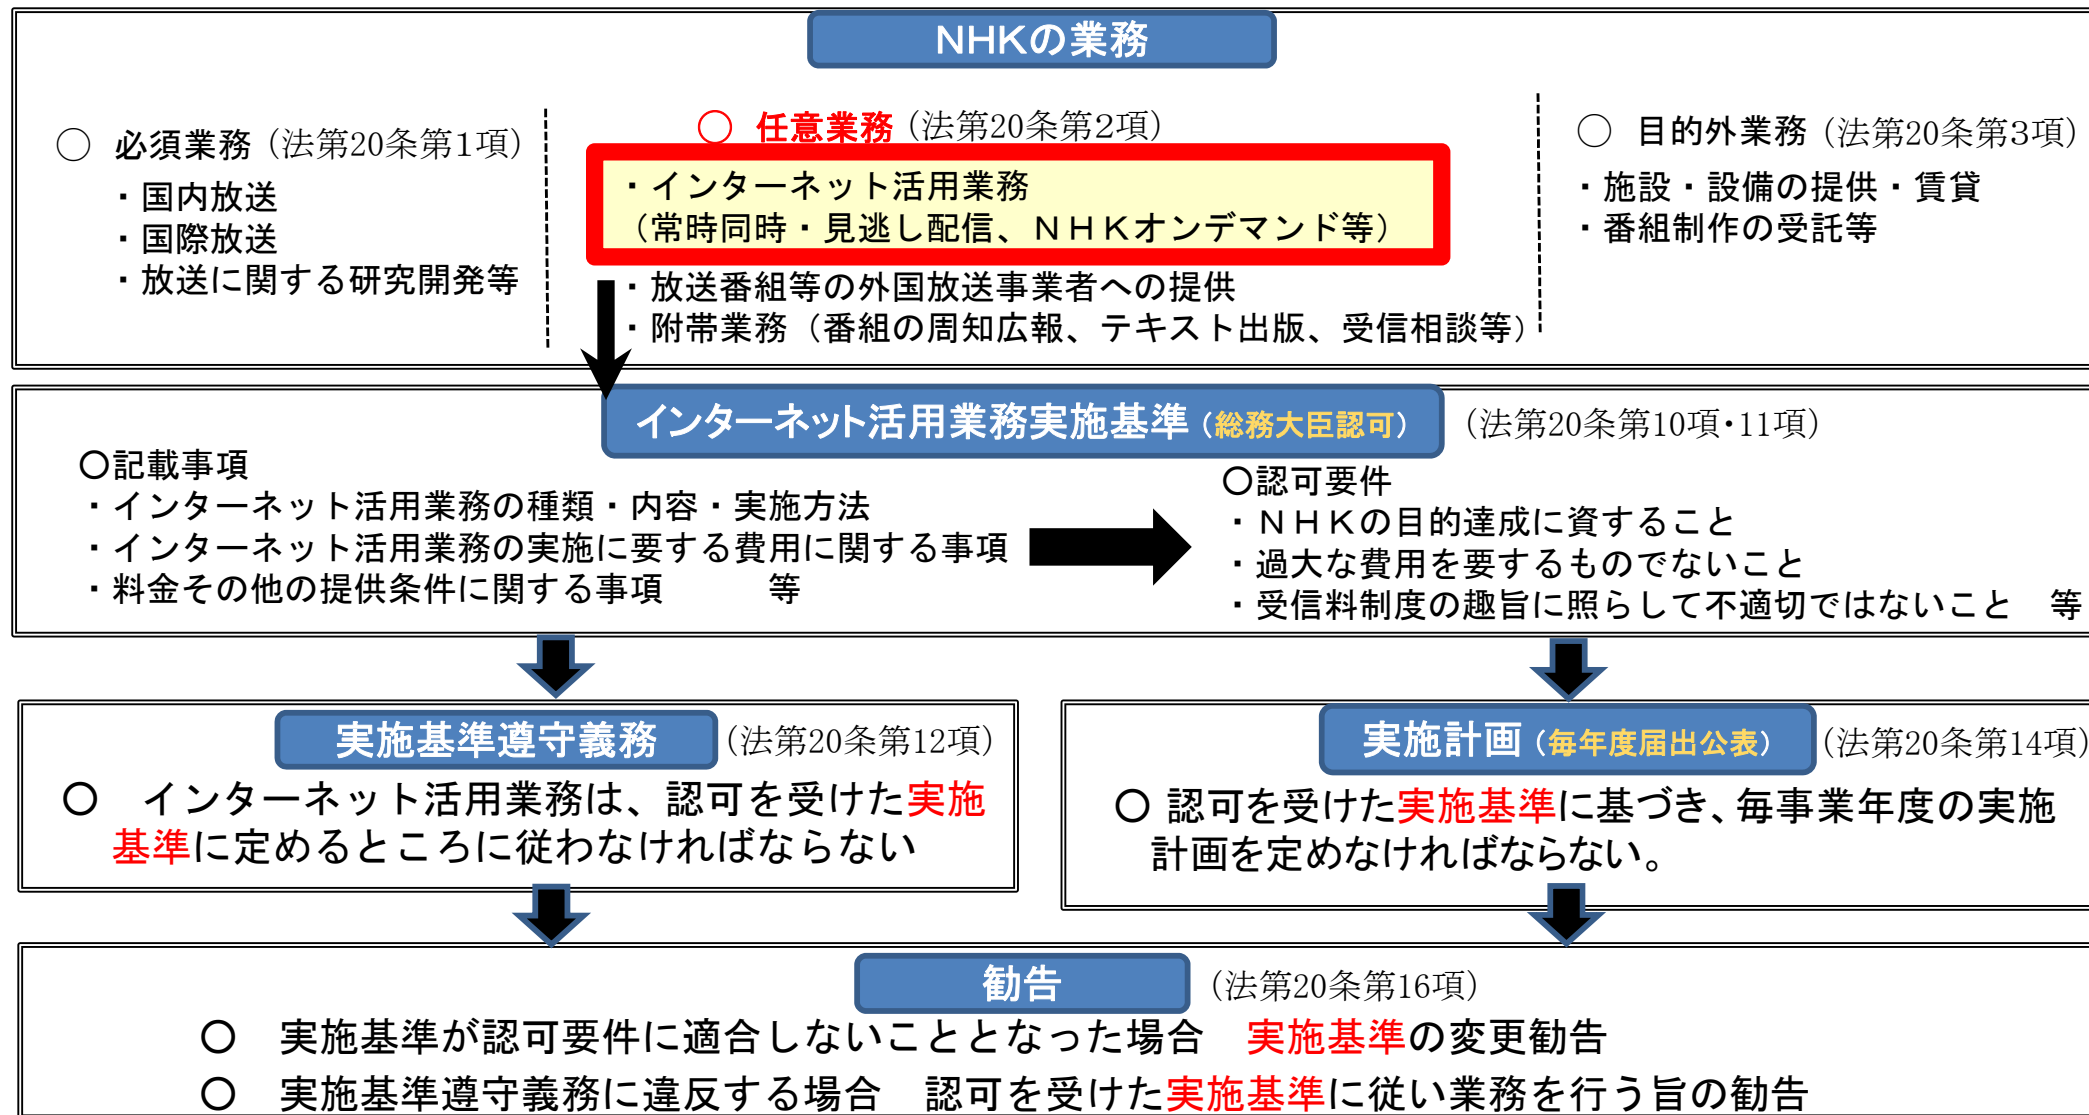 NHKの業務
○ 必須業務（法第20条第1項）
・国内放送
・国際放送
・放送に関する研究開発等
○ 任意業務（法第20条第2項）
・インターネット活用業務
（常時同時・見逃し配信、ＮＨＫオンデマンド等）
・放送番組等の外国放送事業者への提供
・附帯業務（番組の周知広報、テキスト出版、受信相談等）
○ 目的外業務（法第20条第3項）
・施設・設備の提供・賃貸
・番組制作の受託等
インターネット活用業務実施基準（総務大臣認可）（法第20条第10項・11項）
○記載事項
・インターネット活用業務の種類・内容・実施方法
・インターネット活用業務の実施に要する費用に関する事項
・料金その他の提供条件に関する事項　　　等
○認可要件
・ＮＨＫの目的達成に資すること
・過大な費用を要するものでないこと
・受信料制度の趣旨に照らして不適切ではないこと　等
実施基準遵守義務（法第20条第12項）
○　インターネット活用業務は、認可を受けた実施
基準に定めるところに従わなければならない
実施計画（毎年度届出公表）（法第20条第14項）
○ 認可を受けた実施基準に基づき、毎事業年度の実施
計画を定めなければならない。
勧告（法第20条第16項）
○　実施基準が認可要件に適合しないこととなった場合　実施基準の変更勧告
○　実施基準遵守義務に違反する場合　認可を受けた実施基準に従い業務を行う旨の勧告